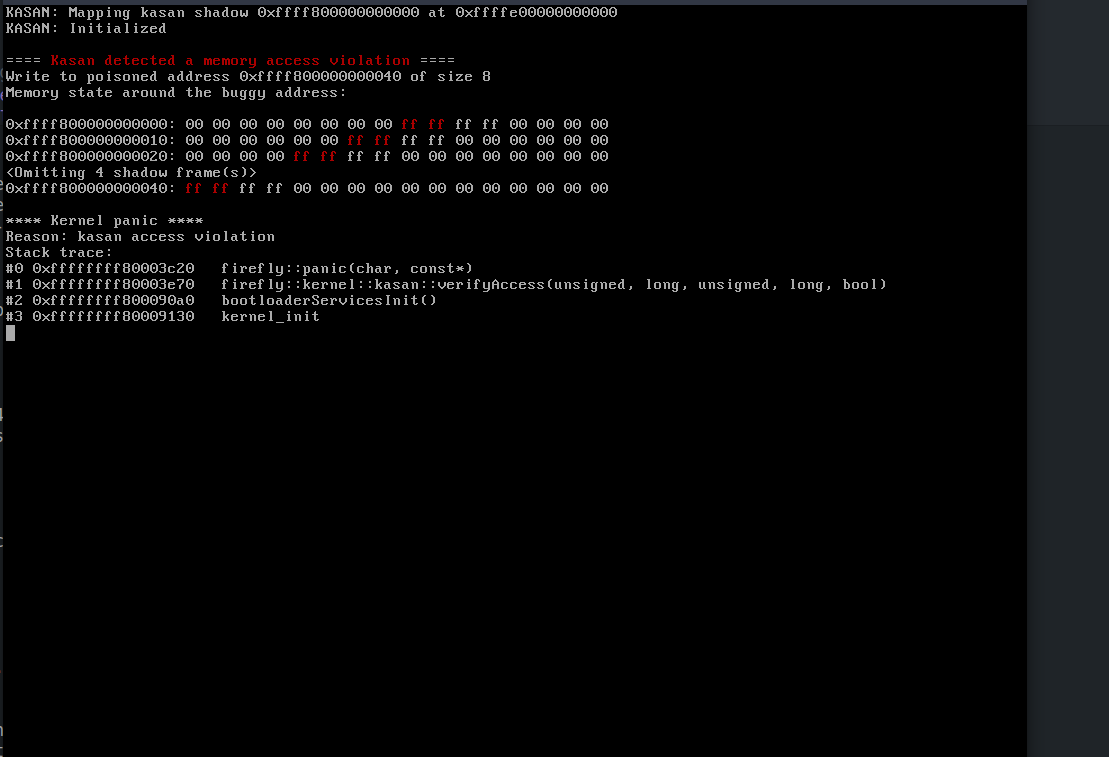 KASAN: Mapping kasan shadow 0xffff800000000000 at 0xffffe00000000000
KASAN: Initialized
==== Kasan detected a memory access violation ====
Write to poisoned address 0xffff800000000040 of size 8
Memory state around the buggy address:
0xffff800000000000: 00 00 00 00 00 00 00 00 ff ff ff ff 00 00 00 00
0xffff800000000010: 00 00 00 00 00 00 ff ff ff ff 00 00 00 00 00 00
0xffff800000000020: 00 00 00 00 ff ff ff ff 00 00 00 00 00 00 00 00
<Omitting 4 shadow frame(s)>
0xffff800000000040: ff ff ff ff 00 00 00 00 00 00 00 00 00 00 00 00
**** Kernel panic ****
Reason: kasan access violation
Stack trace:
#0 0xffffffff80003c20 firefly::panic(char, const*)
#1 0xffffffff80003e70 firefly::kernel::kasan::verifyAccess(unsigned, long, unsigned, long, bool)
#2 0xffffffff800090a0 bootloaderServicesInit()
#3 0xffffffff80009130 kernel_init